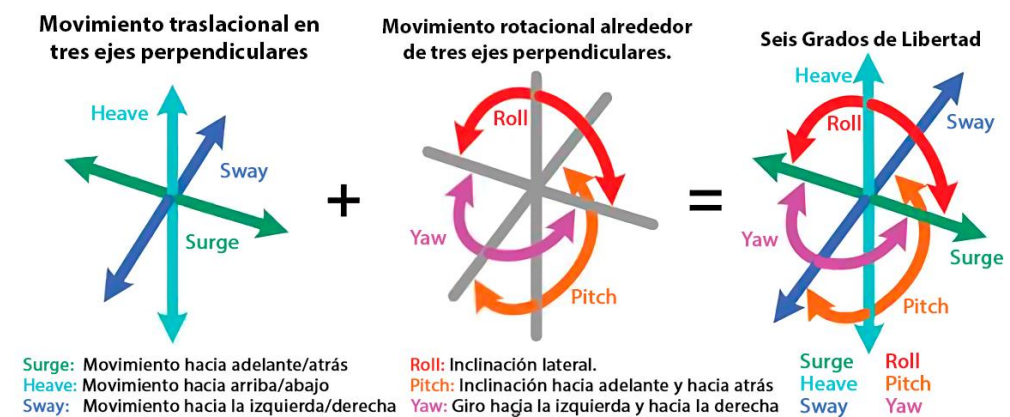 Movimiento traslacional en
tres ejes perpendiculares
Heave
Sway
Surge
Surge: Movimiento hacia adelante/atrás
Heave: Movimiento hacia arriba/abajo
Sway: Movimiento hacia la izquierda/derecha
+
Movimiento rotacional alrededor
de tres ejes perpendiculares.
Roll
Yaw
Pitch
Roll: Inclinación lateral.
Pitch: Inclinación hacia adelante y hacia atrás
Yaw: Giro hacia la izquierda y hacia la derecha
=
Seis Grados de Libertad
Heave
Roll
Sway
Yaw
Surge
Pitch
Surge Roll
Heave Pitch
Sway Yaw